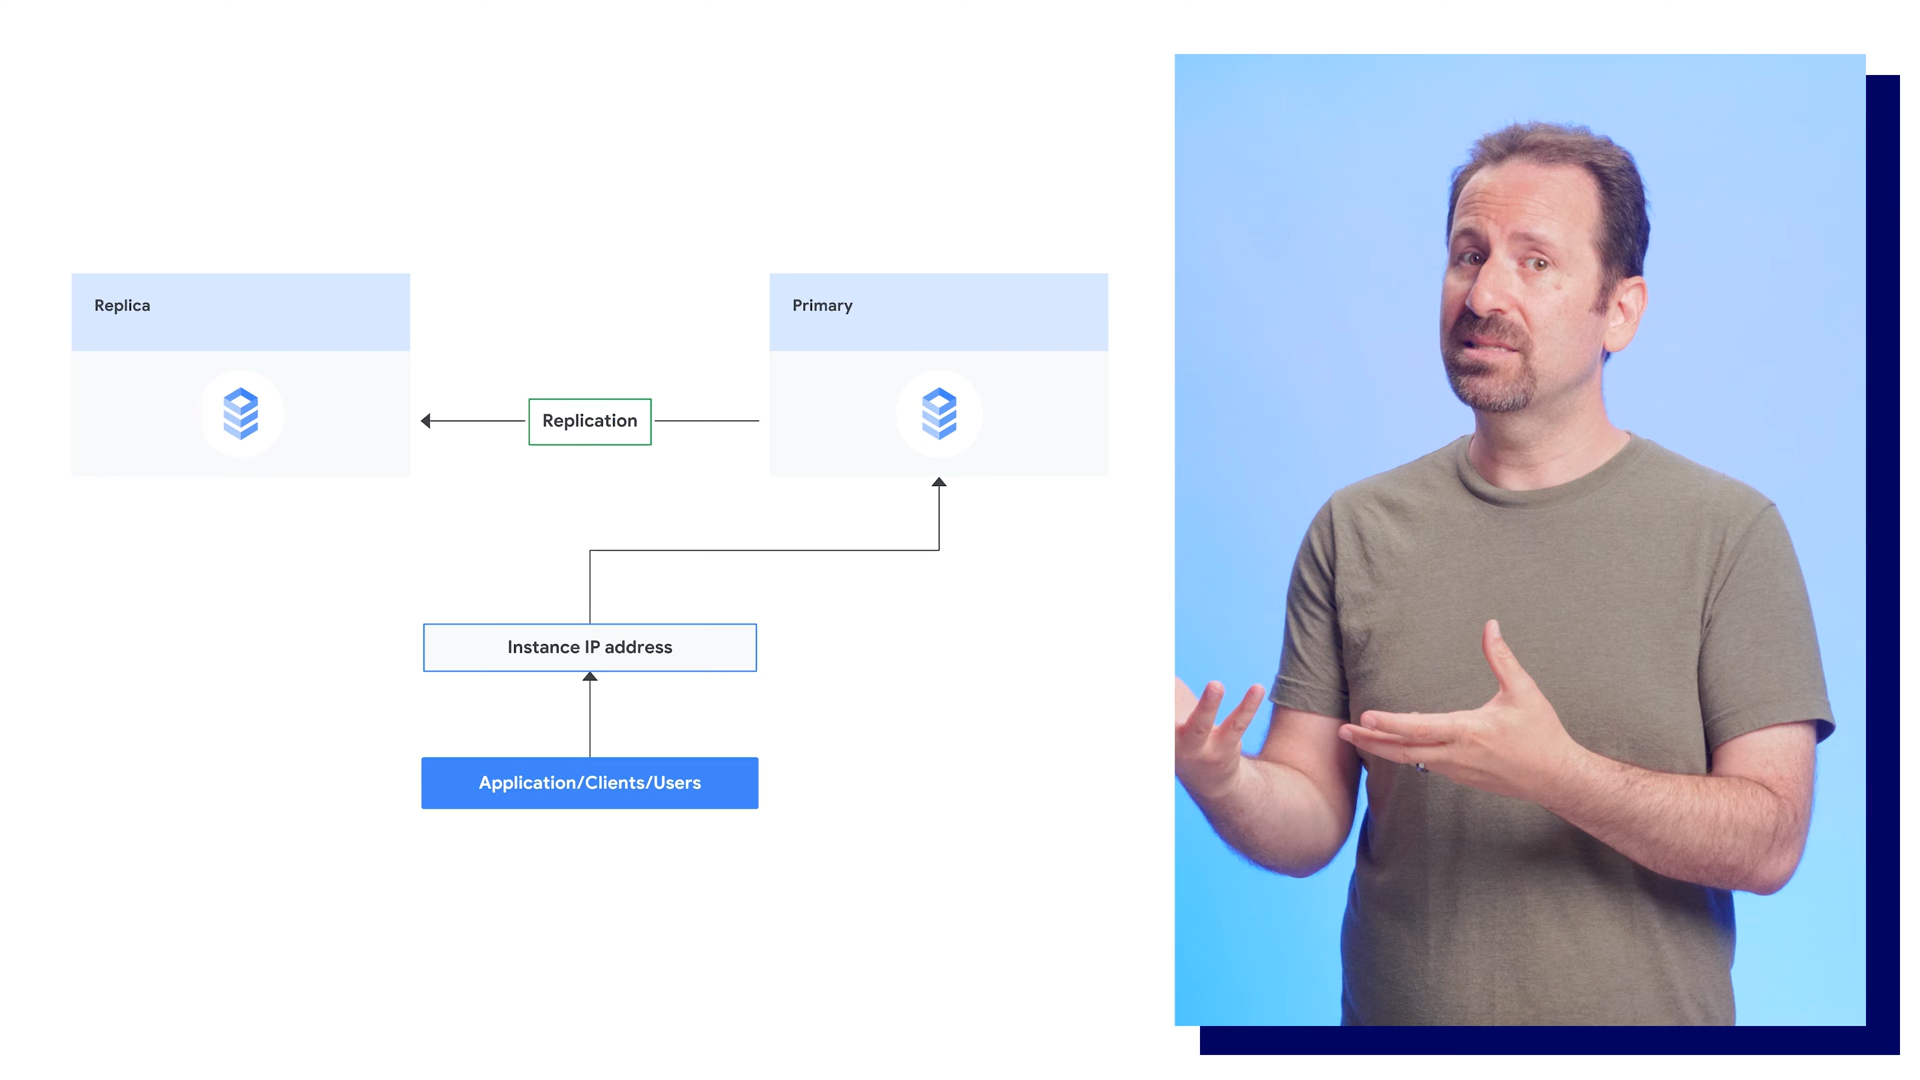 Replica
Primary
Replication
Instance IP address
Application/Clients/Users